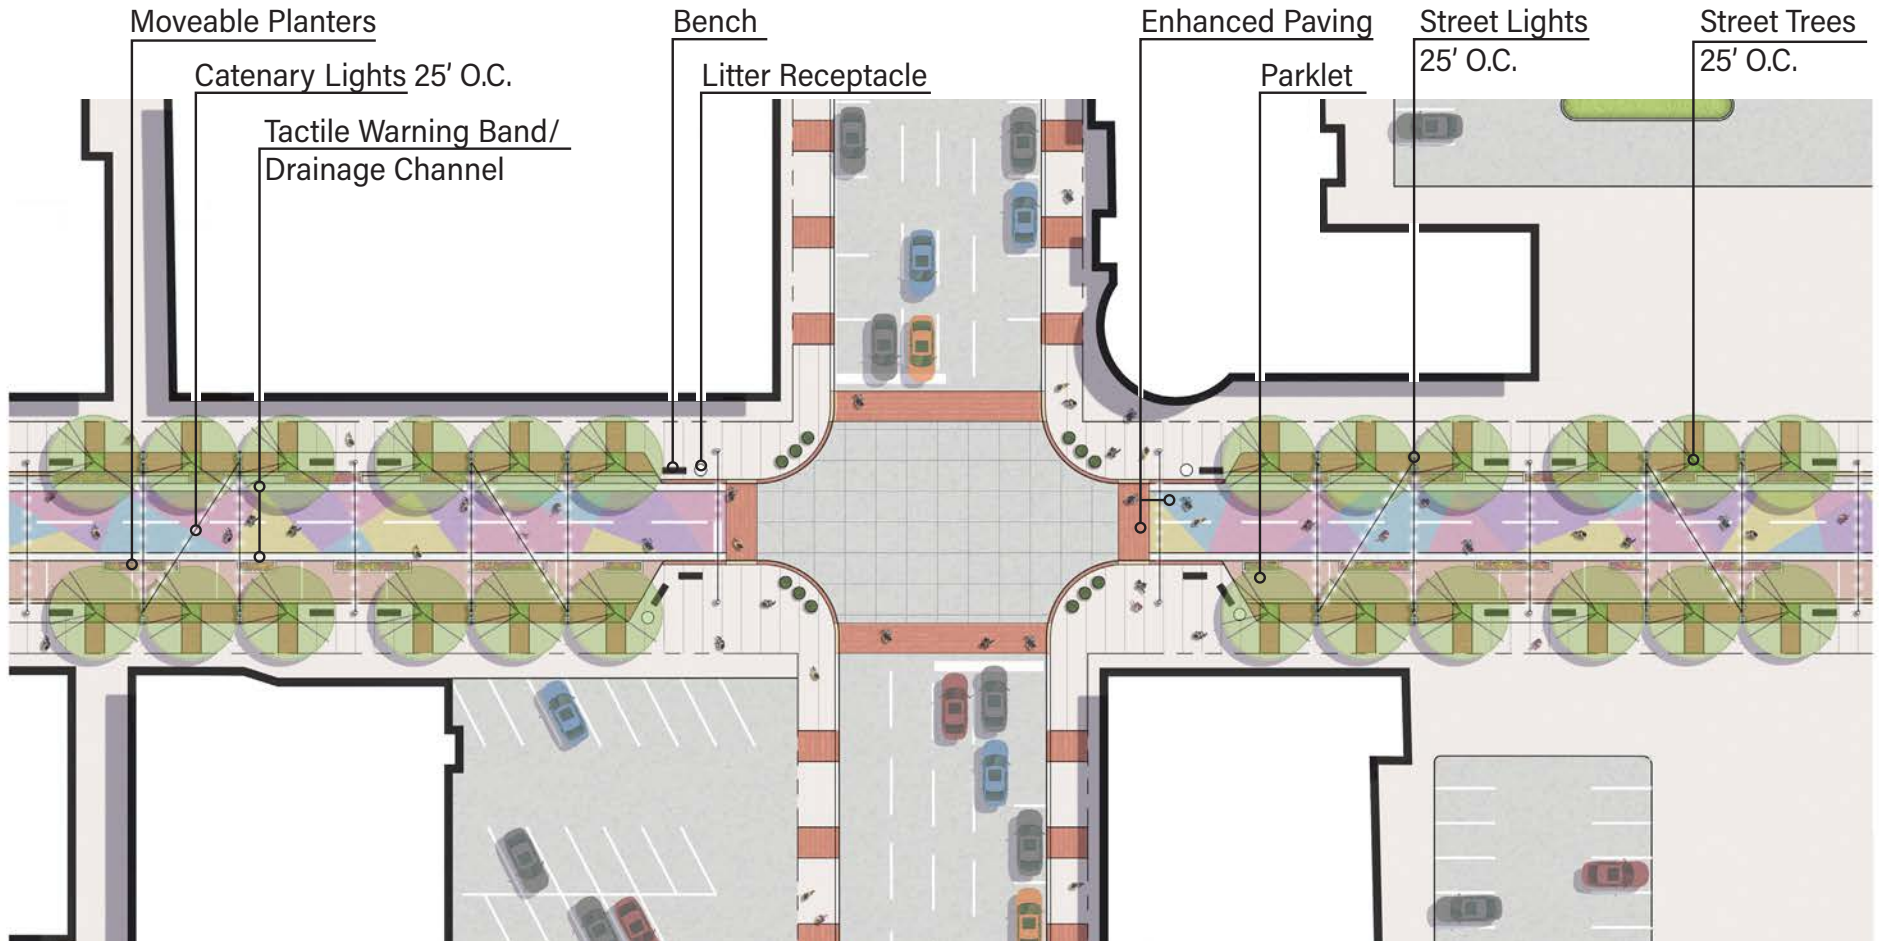 Moveable Planters
Bench
Enhanced Paving
Street Lights
25' O.C.
Street Trees
25' O.C.
Catenary Lights 25' O.C.
Litter Receptacle
Parklet
Tactile Warning Band/
Drainage Channel